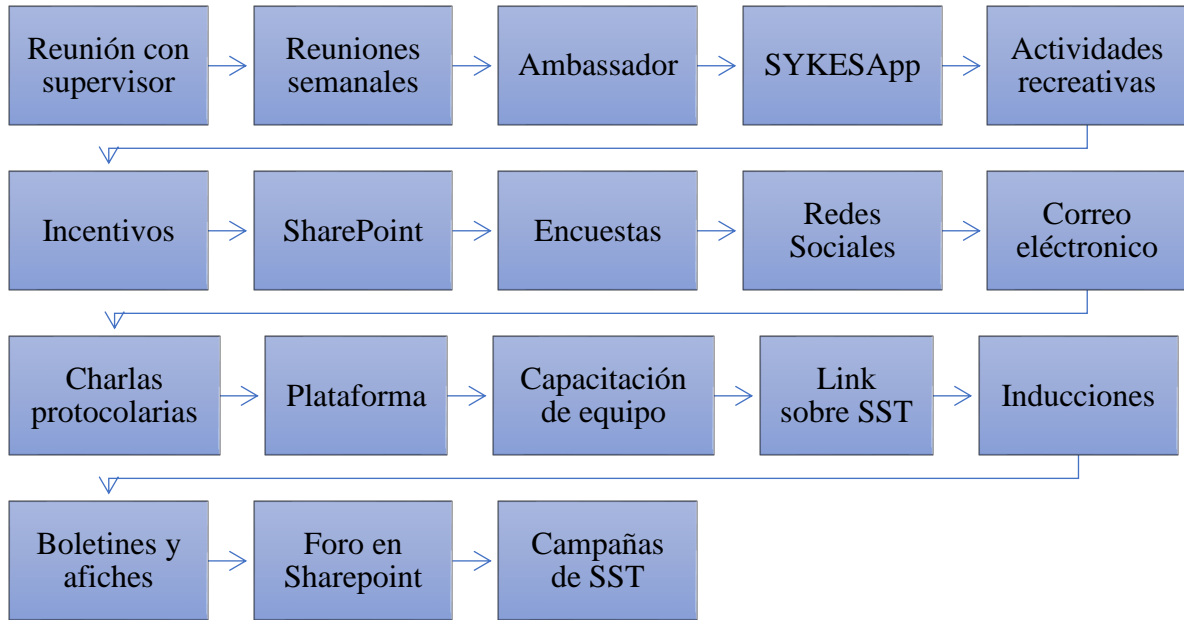 Reunión con
supervisor
Reuniones
semanales
Ambassador
SYKESApp
Actividades
recreativas
Incentivos
SharePoint
Encuestas
Redes
Sociales
Correo
eléctronico
Charlas
protocolarias
Plataforma
Capacitación
de equipo
Link
sobre SST
Inducciones
Boletines y
afiches
Foro en
Sharepoint
Campañas
de SST